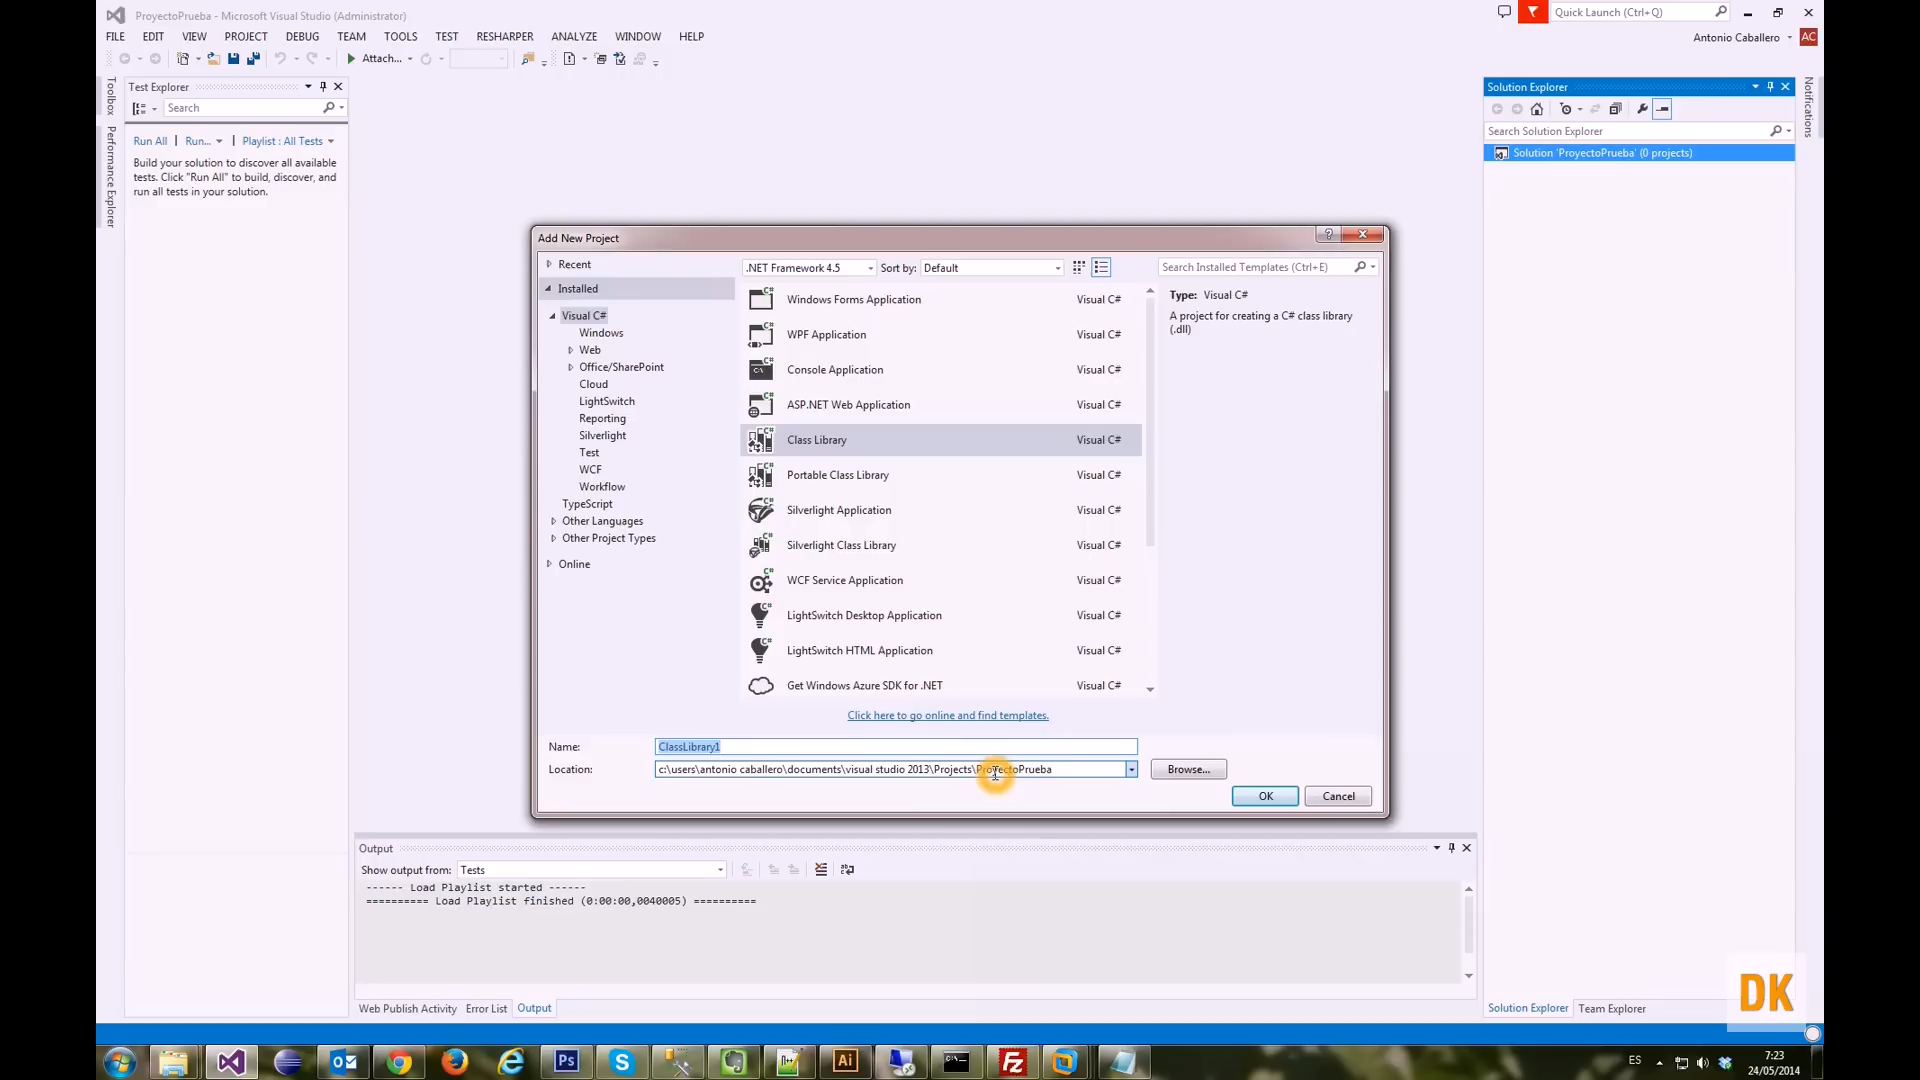 ProyectoPrueba - Microsoft Visual Studio (Administrator)
Quick Launch (Ctrl+Q)
FILE EDIT VIEW PROJECT DEBUG TEAM TOOLS TEST RESHARPER ANALYZE WINDOW HELP
Antonio Caballero AC
Attach...
Toolbox
Performance Explorer
Test Explorer
Search
Run All | Run... | Playlist : All Tests
Build your solution to discover all available
tests. Click "Run All" to build, discover, and
run all tests in your solution.
Solution Explorer
Search Solution Explorer
Solution 'ProyectoPrueba' (0 projects)
Notifications
Add New Project
Recent
Installed
Visual C#
Windows
Web
Office/SharePoint
Cloud
LightSwitch
Reporting
Silverlight
Test
WCF
Workflow
TypeScript
Other Languages
Other Project Types
Online
.NET Framework 4.5 Sort by: Default
Search Installed Templates (Ctrl+E)
Windows Forms Application Visual C#
WPF Application Visual C#
Console Application Visual C#
ASP.NET Web Application Visual C#
Class Library Visual C#
Portable Class Library Visual C#
Silverlight Application Visual C#
Silverlight Class Library Visual C#
WCF Service Application Visual C#
LightSwitch Desktop Application Visual C#
LightSwitch HTML Application Visual C#
Get Windows Azure SDK for .NET Visual C#
Type: Visual C#
A project for creating a C# class library
(.dll)
Click here to go online and find templates.
Name: ClassLibrary1
Location: c:\users\antonio caballero\documents\visual studio 2013\Projects\ProyectoPrueba
Browse...
OK Cancel
Output
Show output from: Tests
------ Load Playlist started ------
========== Load Playlist finished (0:00:00,0040005) ==========
Web Publish Activity Error List Output
Solution Explorer Team Explorer
DK
ES
7:23
24/05/2014